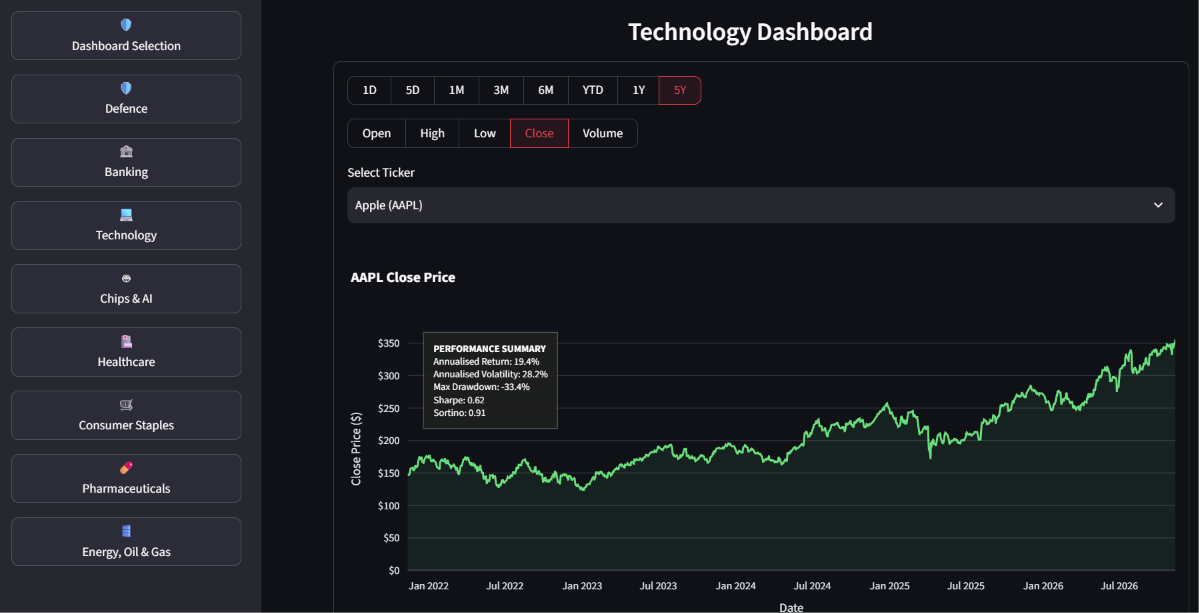 Dashboard Selection
Defence
Banking
Technology
Chips & AI
Healthcare
Consumer Staples
Pharmaceuticals
Energy, Oil & Gas
Technology Dashboard
1D 5D 1M 3M 6M YTD 1Y 5Y
Open High Low Close Volume
Select Ticker
Apple (AAPL)
AAPL Close Price
PERFORMANCE SUMMARY
Annualised Return: 19.4%
Annualised Volatility: 28.2%
Max Drawdown: -33.4%
Sharpe: 0.62
Sortino: 0.91
Close Price ($)
$350
$300
$250
$200
$150
$100
$50
$0
Jan 2022 Jul 2022 Jan 2023 Jul 2023 Jan 2024 Jul 2024 Jan 2025 Jul 2025 Jan 2026 Jul 2026
Date